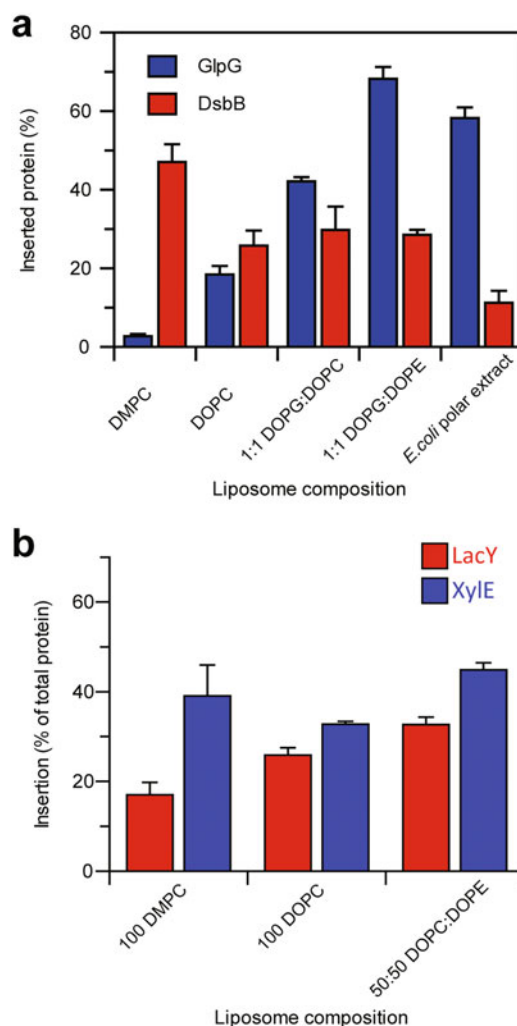 a
80
60
40
20
0
Inserted protein (%)
GlpG
DsbB
DMPC
DOPC
1:1 DOPG:DOPC
1:1 DOPG:DOPE
E.coli polar extract
Liposome composition
b
60
40
20
0
Insertion (% of total protein)
LacY
XylE
100 DMPC
100 DOPC
50:50 DOPC:DOPE
Liposome composition